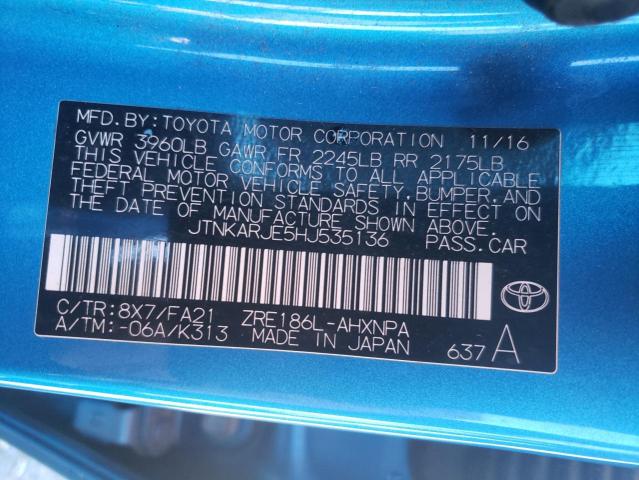 MFD.BY:TOYOTA MOTOR CORPORATION 11/16
GVWR 3960LB GAWR FR 2245LB RR 2175LB
THIS VEHICLE CONFORMS TO ALL APPLICABLE
FEDERAL MOTOR VEHICLE SAFETY,BUMPER,AND
THEFT PREVENTION STANDARDS IN EFFECT ON
THE DATE OF MANUFACTURE SHOWN ABOVE.
JTNKARJE5HJ535136 PASS.CAR
C/TR:8X7/FA21 ZRE186L-AHXNPA
A/TM:-06A/K313 MADE IN JAPAN 637 A